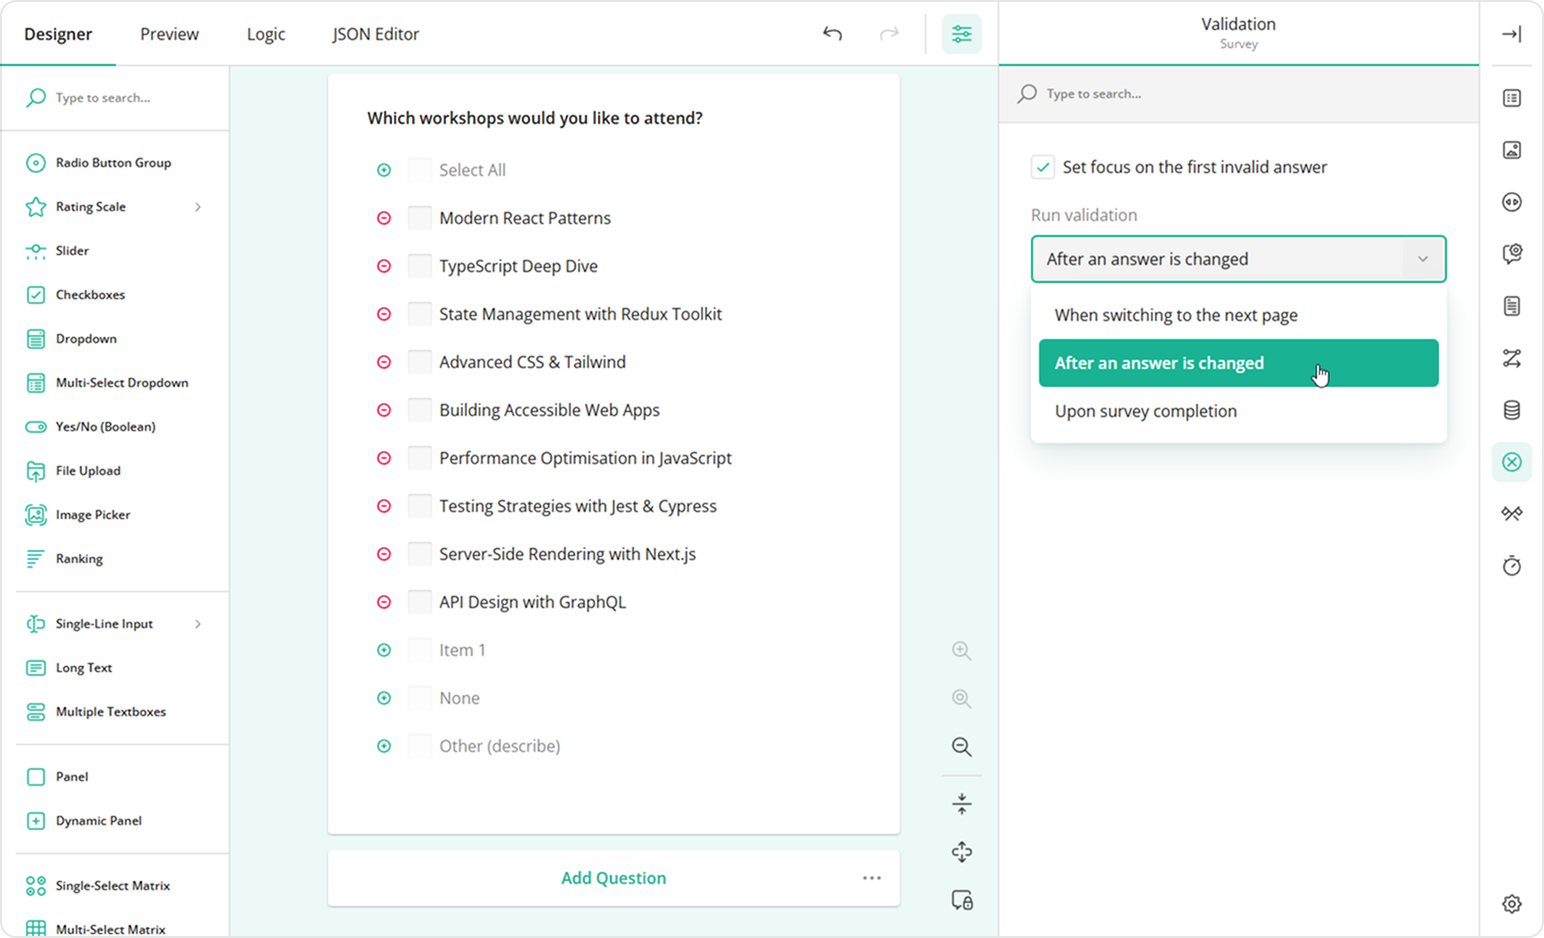 Designer
Preview
Logic
JSON Editor
Validation
Survey
Type to search...
Radio Button Group
Rating Scale
Slider
Checkboxes
Dropdown
Multi-Select Dropdown
Yes/No (Boolean)
File Upload
Image Picker
Ranking
Single-Line Input
Long Text
Multiple Textboxes
Panel
Dynamic Panel
Single-Select Matrix
Multi-Select Matrix
Which workshops would you like to attend?
Select All
Modern React Patterns
TypeScript Deep Dive
State Management with Redux Toolkit
Advanced CSS & Tailwind
Building Accessible Web Apps
Performance Optimisation in JavaScript
Testing Strategies with Jest & Cypress
Server-Side Rendering with Next.js
API Design with GraphQL
Item 1
None
Other (describe)
Add Question
Type to search...
Set focus on the first invalid answer
Run validation
After an answer is changed
When switching to the next page
After an answer is changed
Upon survey completion